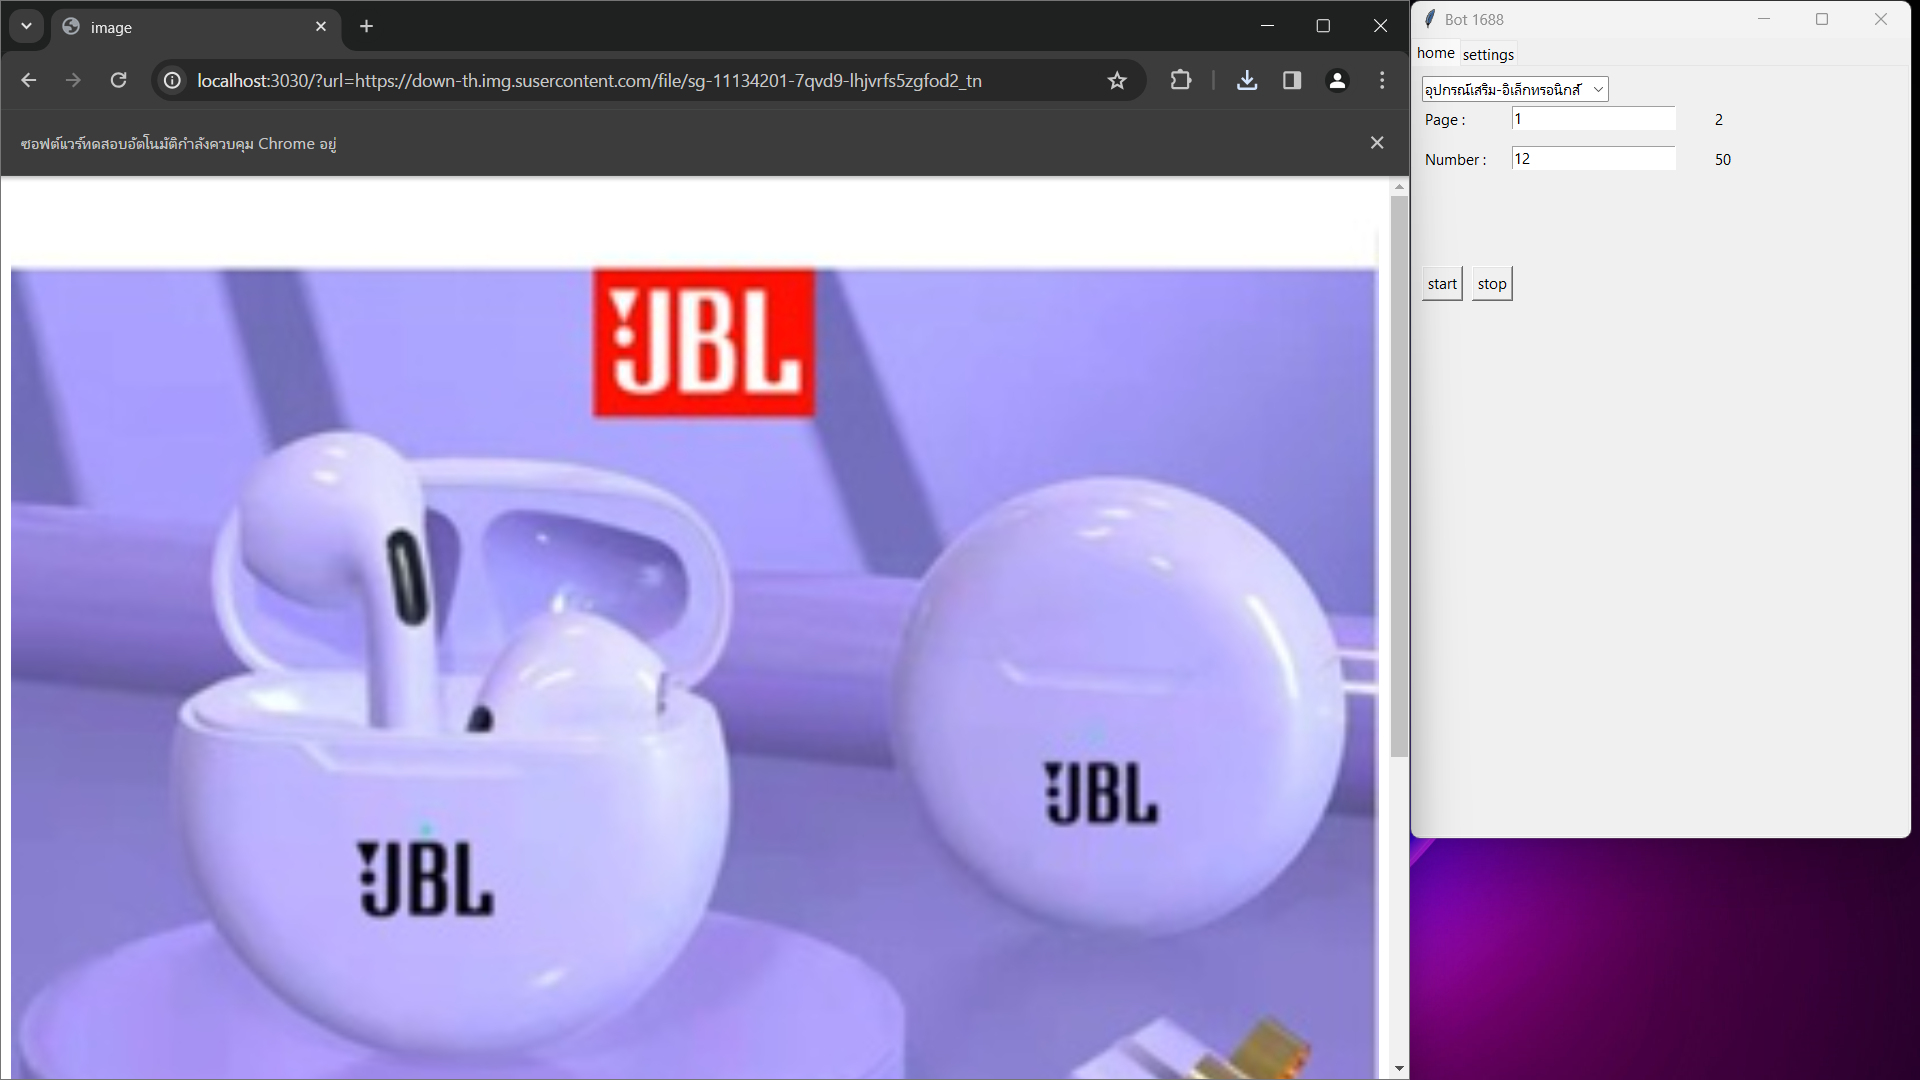 image
localhost:3030/?url=https://down-th.img.susercontent.com/file/sg-11134201-7qvd9-lhjvrfs5zgfod2_tn
ซอฟต์แวร์ทดสอบอัตโนมัติกำลังควบคุม Chrome อยู่
JBL
JBL
JBL
Bot 1688
home settings
อุปกรณ์เสริม-อิเล็กทรอนิกส์
Page : 1 2
Number : 12 50
start stop